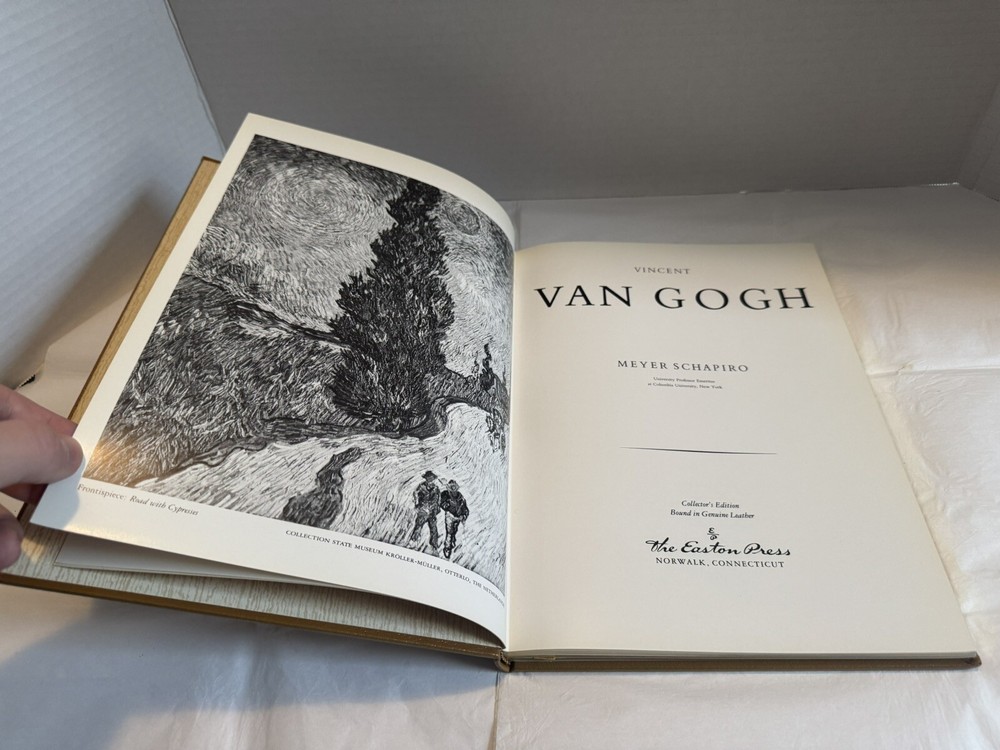 Frontispiece: Road with Cypresses
COLLECTION STATE MUSEUM KRÖLLER-MÜLLER, OTTERLO, THE NETHERLANDS
VINCENT
VAN GOGH
MEYER SCHAPIRO
University Professor Emeritus
at Columbia University, New York
Collector's Edition
Bound in Genuine Leather
The Easton Press
NORWALK, CONNECTICUT